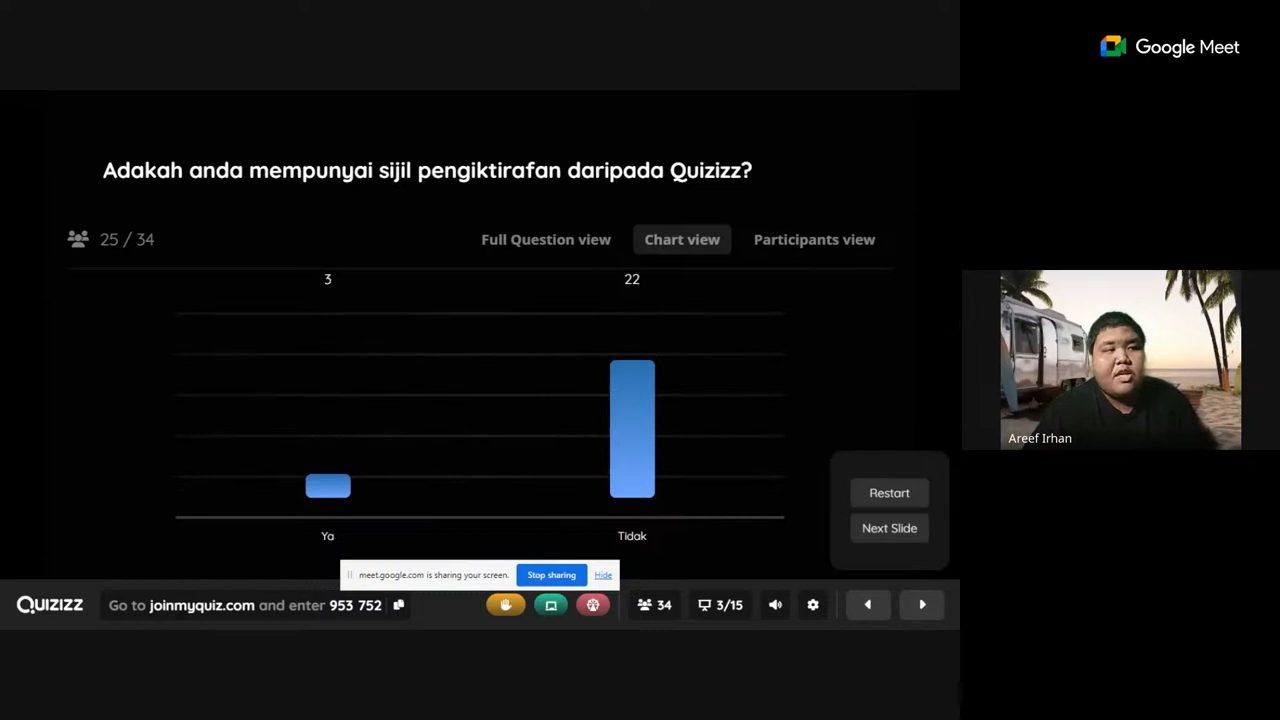 Google Meet
Adakah anda mempunyai sijil pengiktirafan daripada Quizizz?
25 / 34
Full Question view
Chart view
Participants view
3
22
Ya
Tidak
Restart
Next Slide
Areef Irhan
meet.google.com is sharing your screen.
Stop sharing
Hide
QUIZIZZ
Go to joinmyquiz.com and enter 953 752
34
3/15